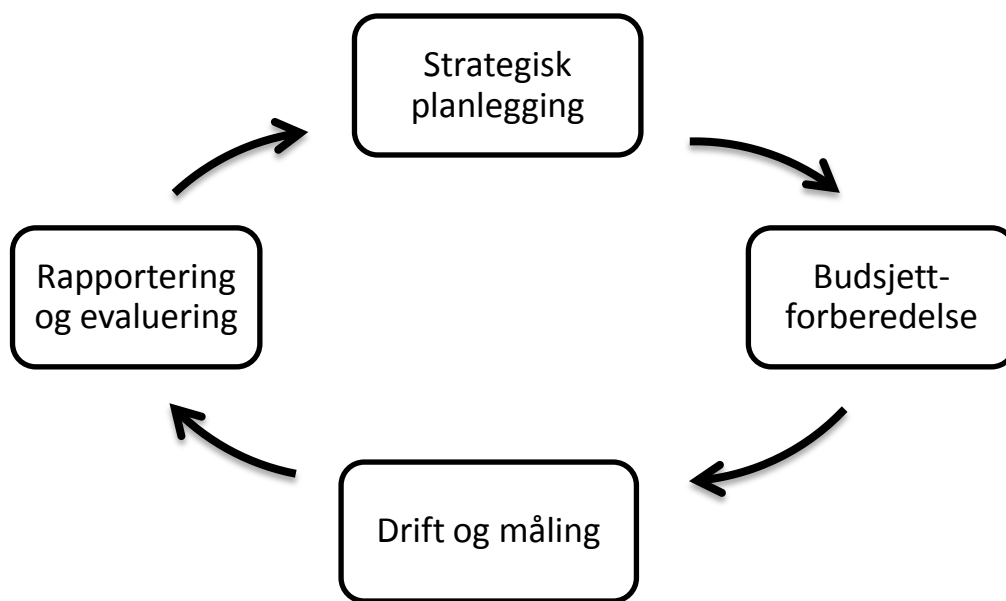 Strategisk
planlegging
Rapportering
og evaluering
Budsjett-
forberedelse
Drift og måling